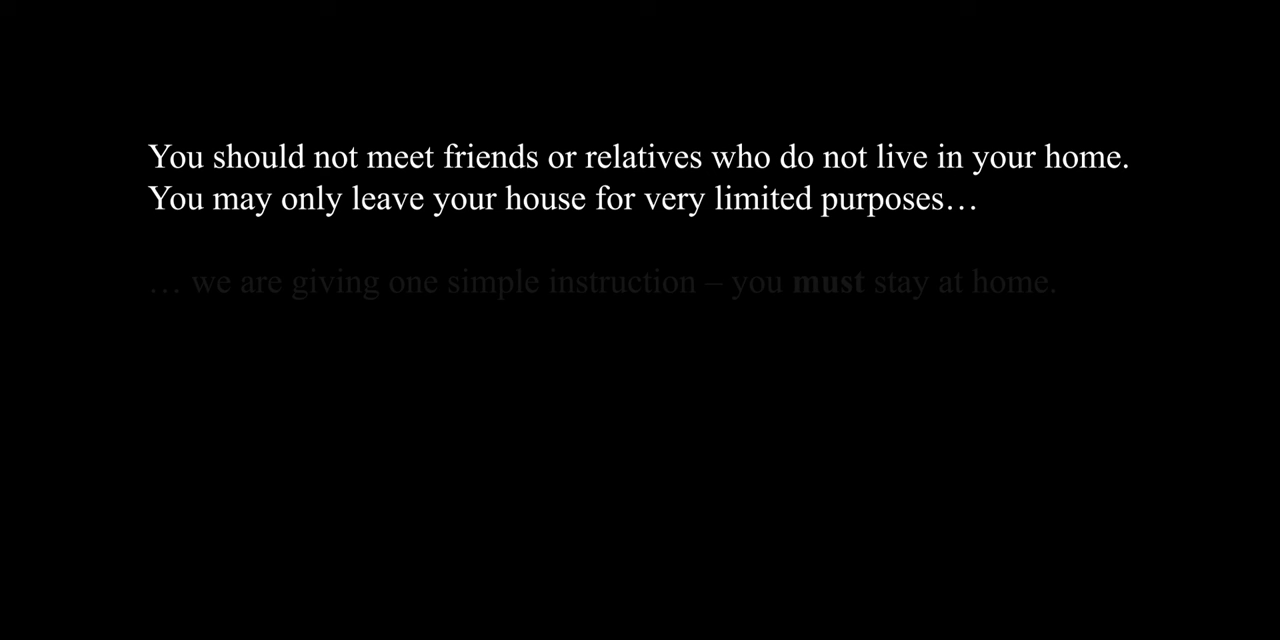 You should not meet friends or relatives who do not live in your home.
You may only leave your house for very limited purposes…
… we are giving one simple instruction – you must stay at home.